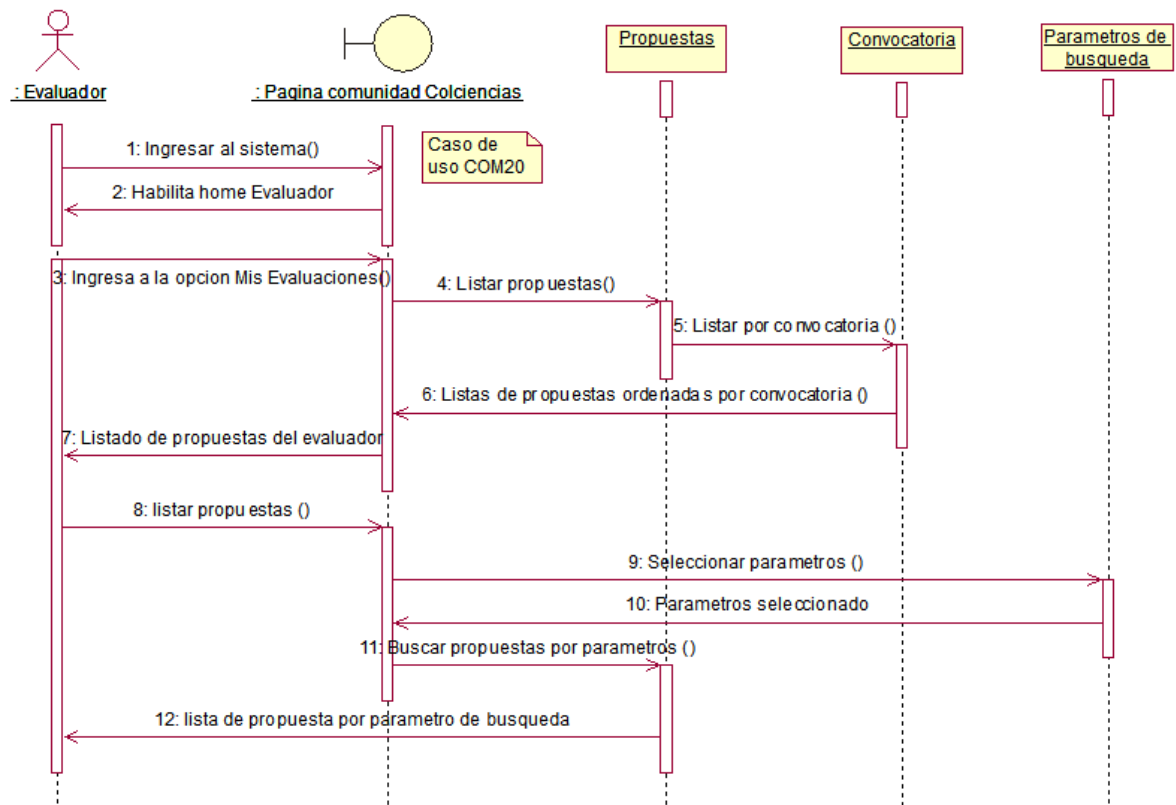 Propuestas
Convocatoria
Parametros de
busqueda
: Evaluador
: Pagina comunidad Colciencias
Caso de
uso COM20
1: Ingresar al sistema()
2: Habilita home Evaluador
3: Ingresa a la opcion Mis Evaluaciones()
4: Listar propuestas()
5: Listar por convocatoria ()
6: Listas de propuestas ordenadas por convocatoria ()
7: Listado de propuestas del evaluador
8: listar propuestas ()
9: Seleccionar parametros ()
10: Parametros seleccionado
11: Buscar propuestas por parametros ()
12: lista de propuesta por parametro de busqueda